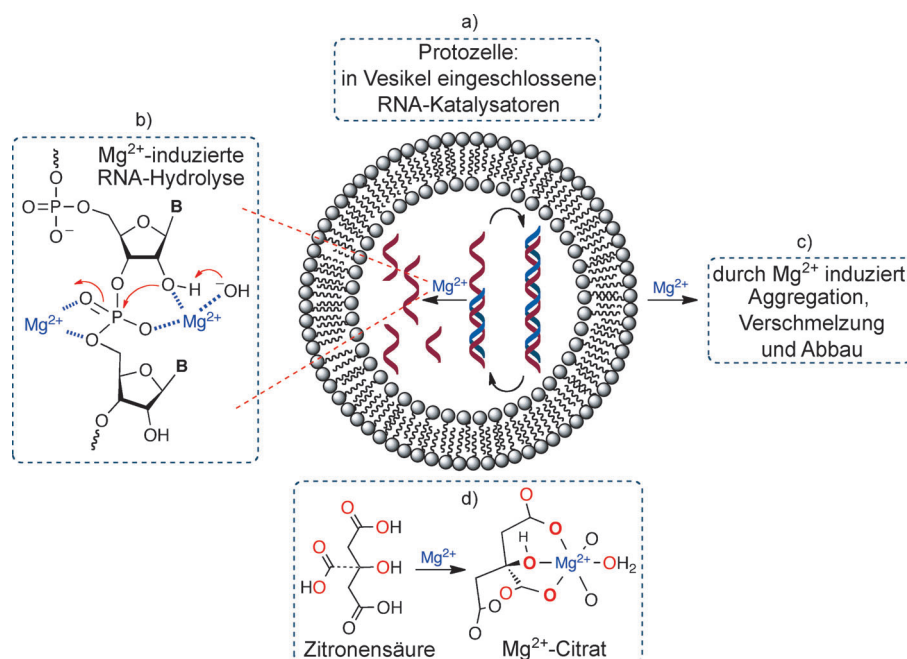 a)
Protozelle:
in Vesikel eingeschlossene
RNA-Katalysatoren
b)
Mg²⁺-induzierte
RNA-Hydrolyse
O
O=P
O
O⁻
O
B
O
O
H
⁻OH
O
P
O
Mg²⁺
Mg²⁺
O
O
B
O
OH
Mg²⁺
Mg²⁺
c)
durch Mg²⁺ induziert
Aggregation,
Verschmelzung
und Abbau
d)
O
OH
O
OH
HO
OH
O
Zitronensäure
Mg²⁺
O
O
H
O
Mg²⁺
O
OH₂
O
O
O
O
O
Mg²⁺-Citrat